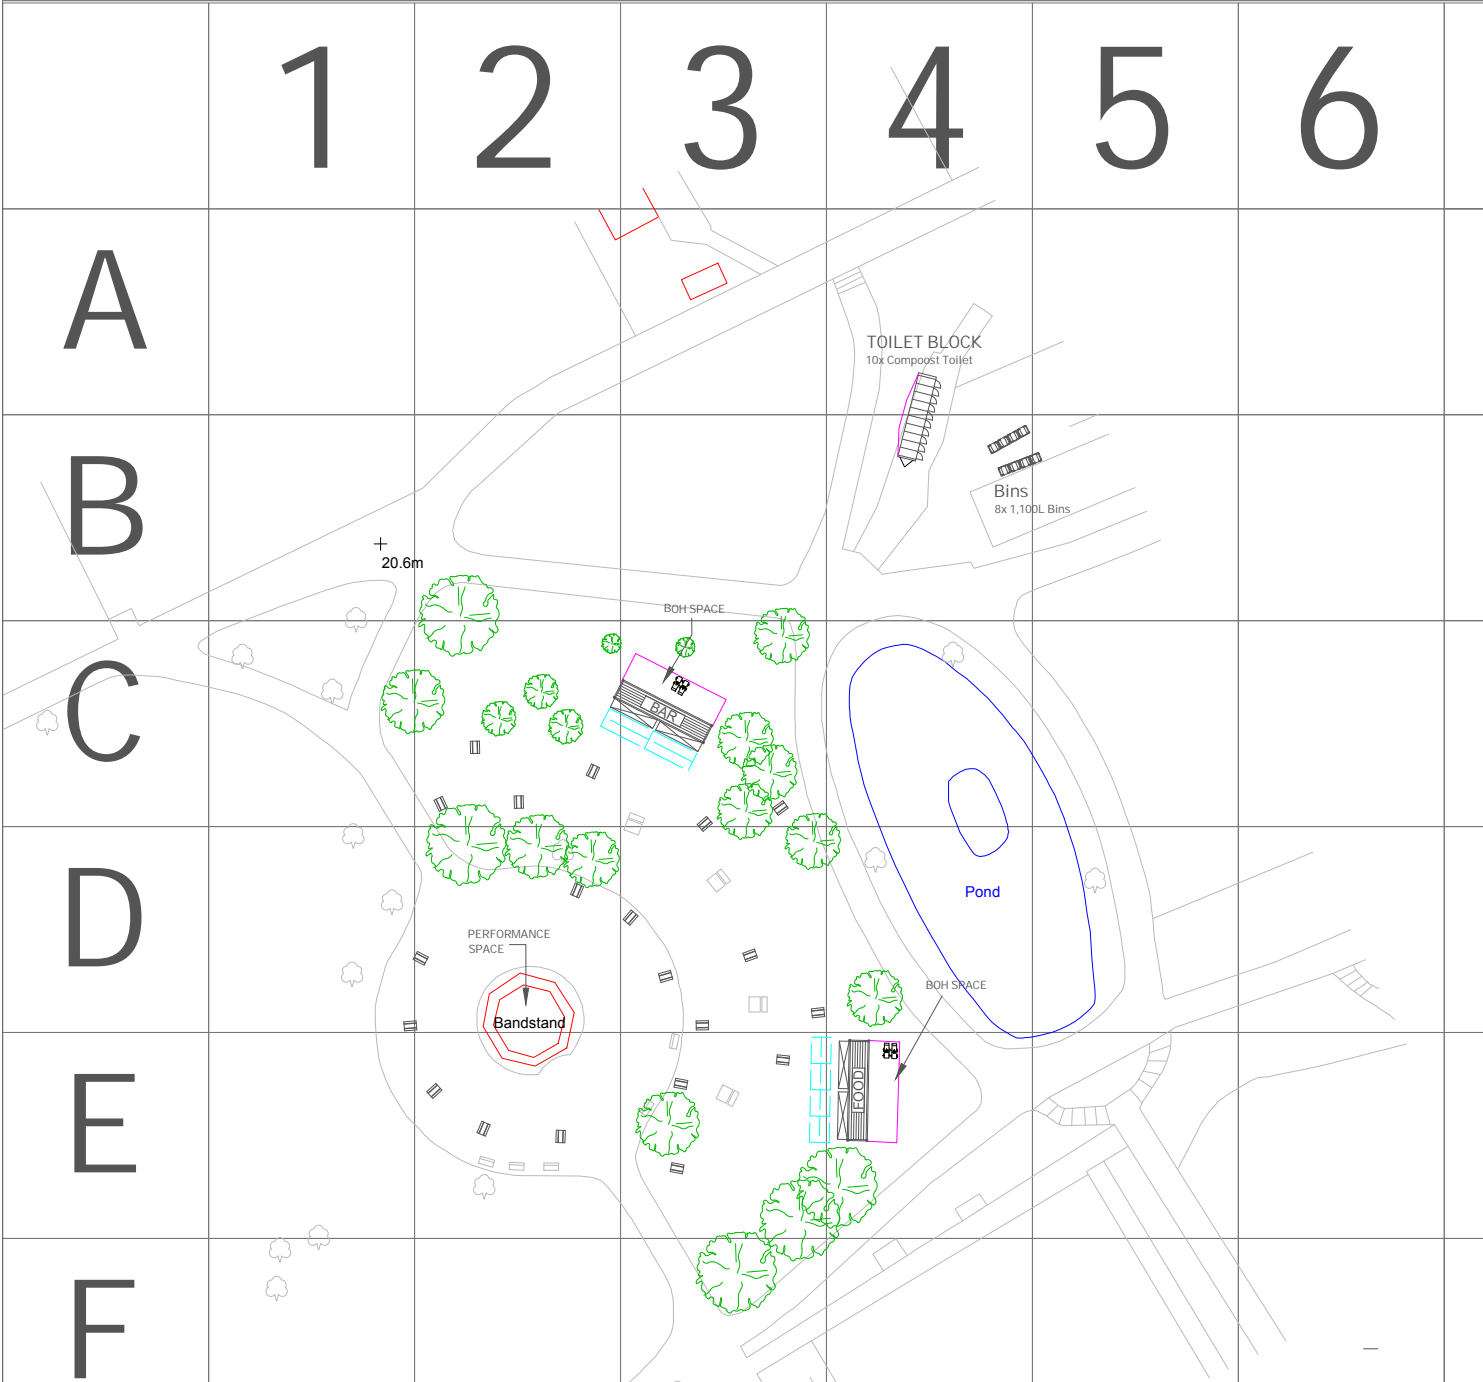 1 2 3 4 5 6
A
TOILET BLOCK
10x Compoost Toilet
B
Bins
8x 1,100L Bins
20.6m
BOH SPACE
C
BAR
D
Pond
PERFORMANCE
SPACE
BOH SPACE
Bandstand
E
FOOD
F